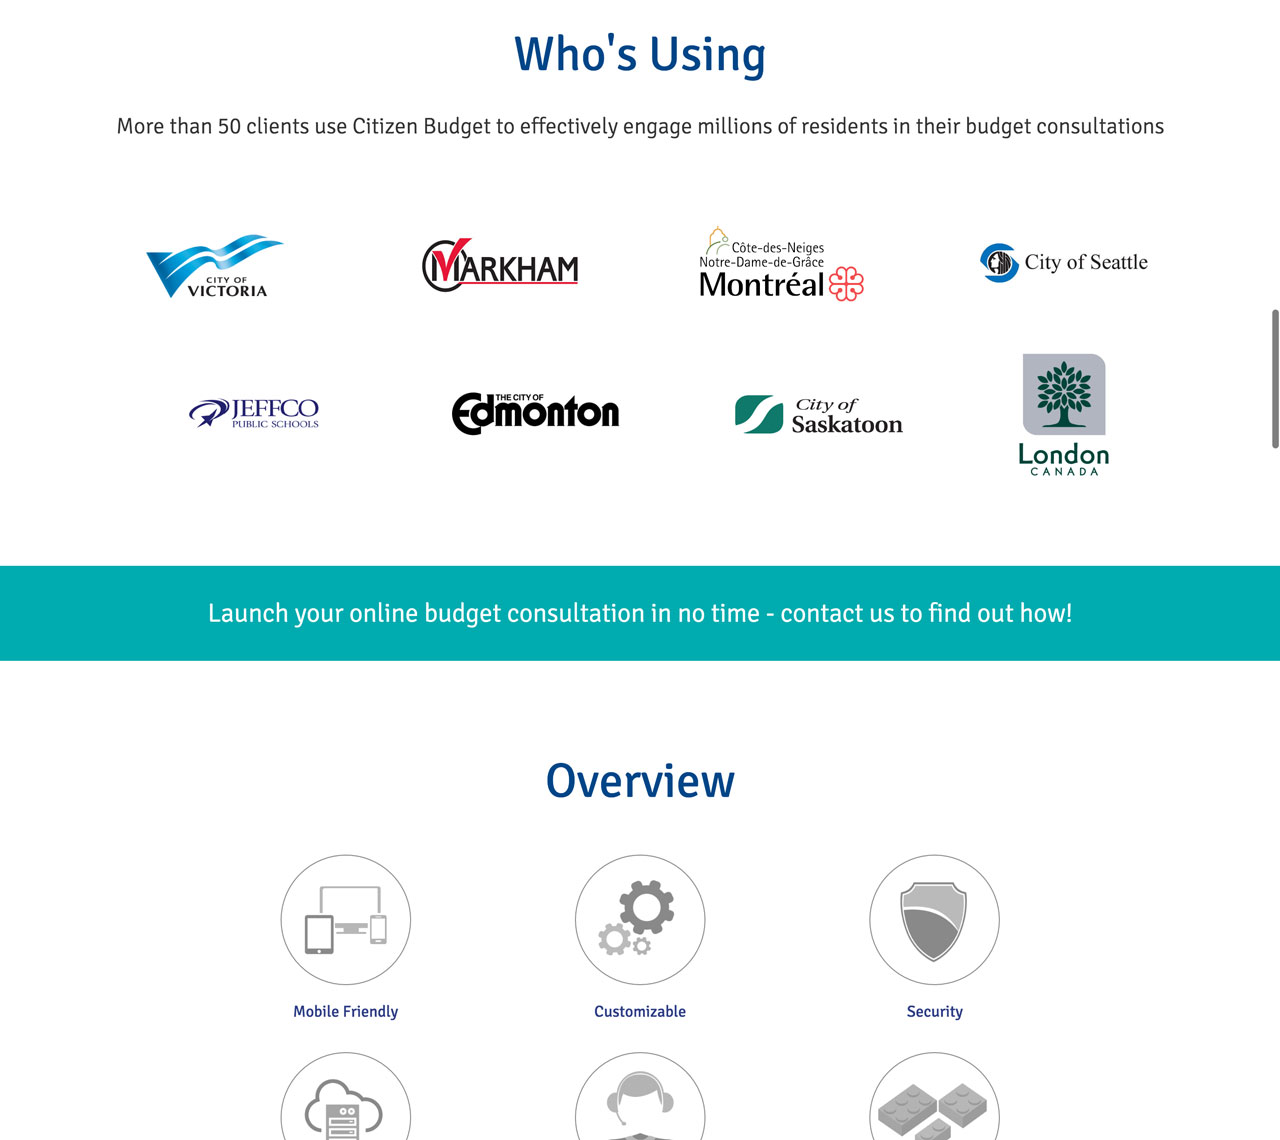 Who's Using
More than 50 clients use Citizen Budget to effectively engage millions of residents in their budget consultations
CITY OF
VICTORIA
MARKHAM
Côte-des-Neiges
Notre-Dame-de-Grâce
Montréal
City of Seattle
JEFFCO
PUBLIC SCHOOLS
THE CITY OF
Edmonton
City of
Saskatoon
London
CANADA
Launch your online budget consultation in no time - contact us to find out how!
Overview
Mobile Friendly
Customizable
Security